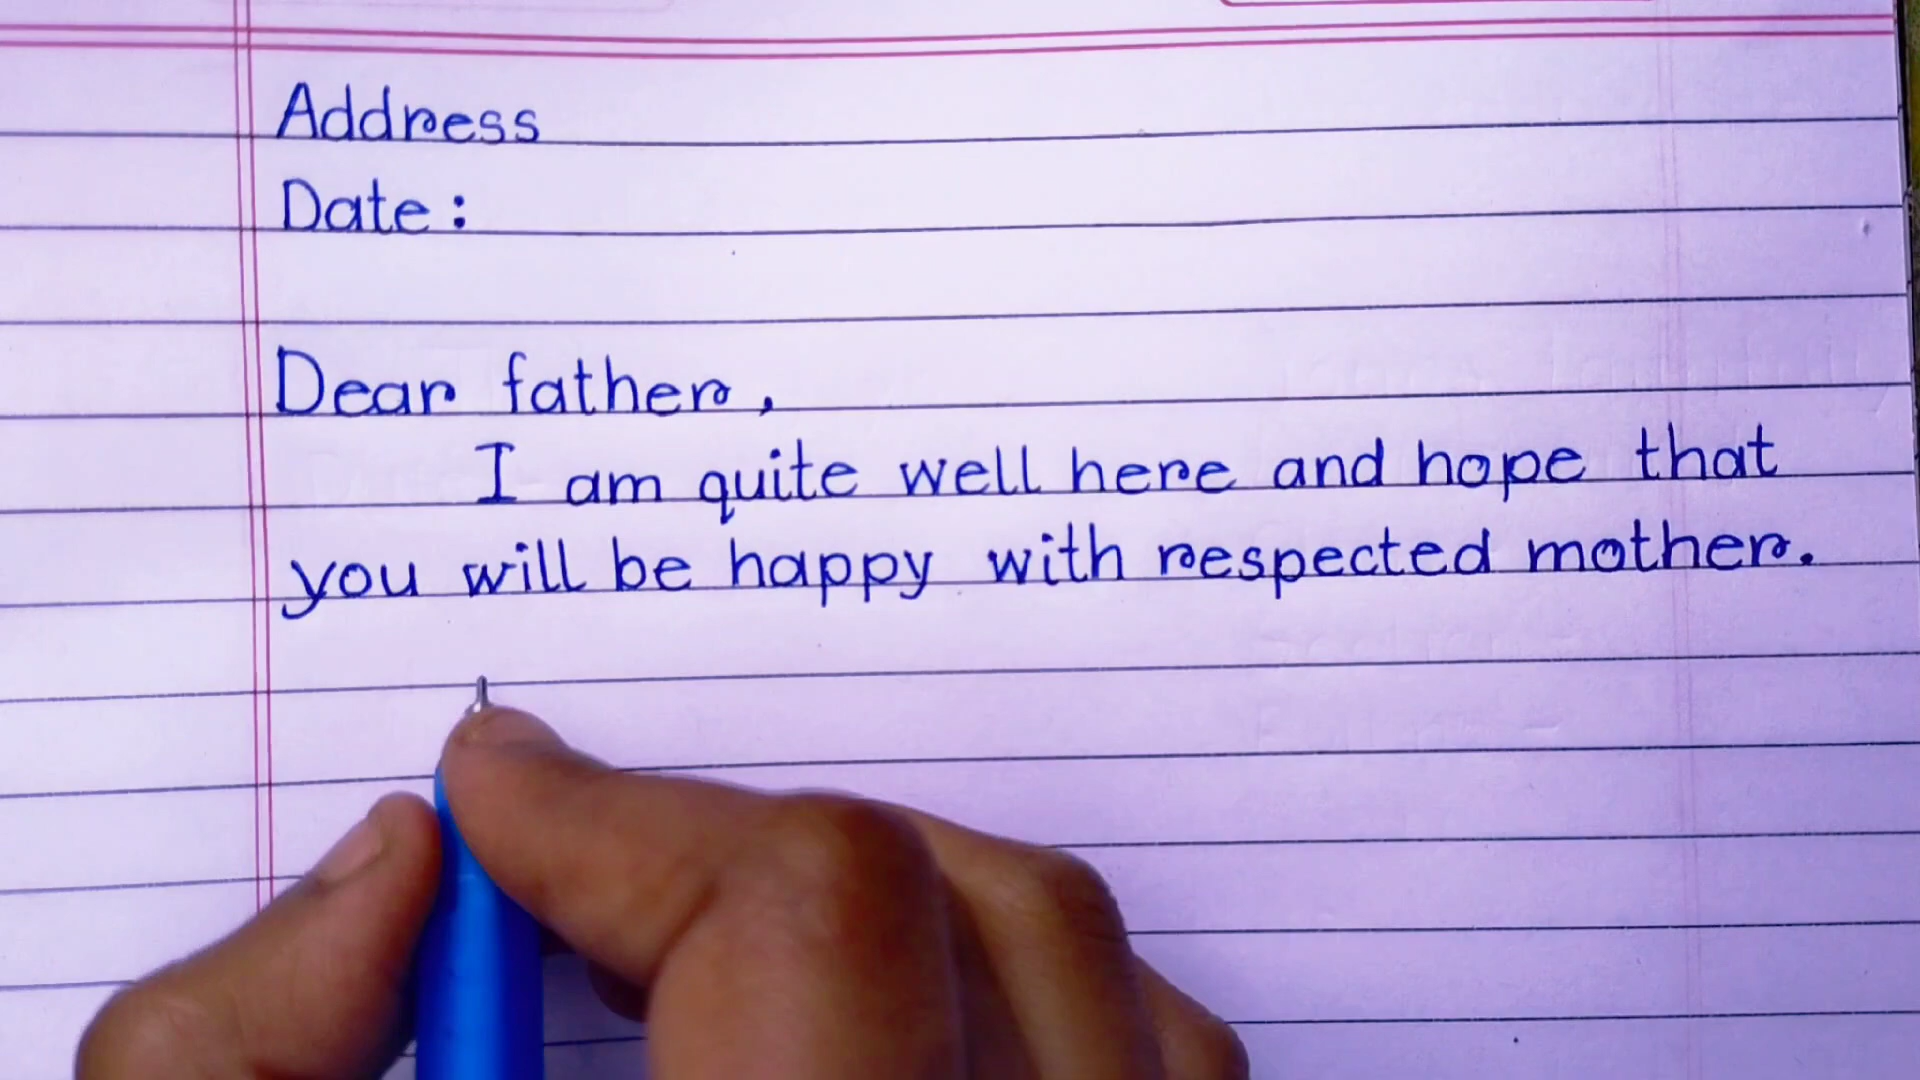 Address
Date :
Dear father,
I am quite well here and hope that
you will be happy with respected mother.